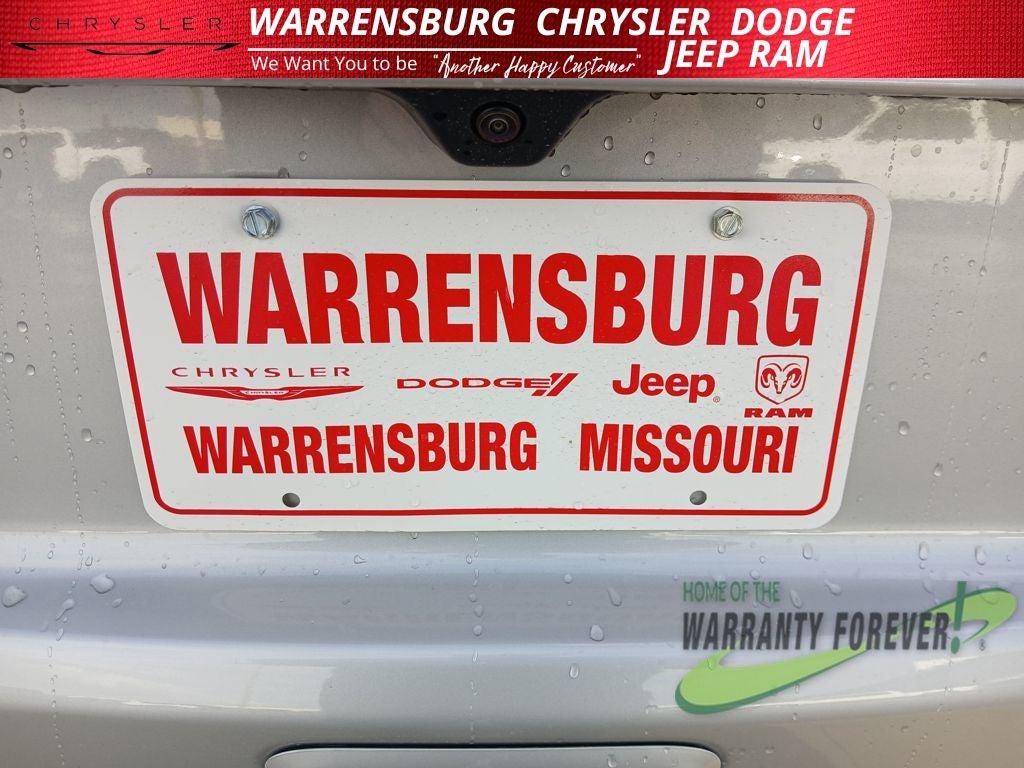 CHRYSLER
WARRENSBURG CHRYSLER DODGE
JEEP RAM
We Want You to be "Another Happy Customer"
WARRENSBURG
CHRYSLER DODGE Jeep® RAM
CHRYSLER
WARRENSBURG MISSOURI
HOME OF THE
WARRANTY FOREVER!®